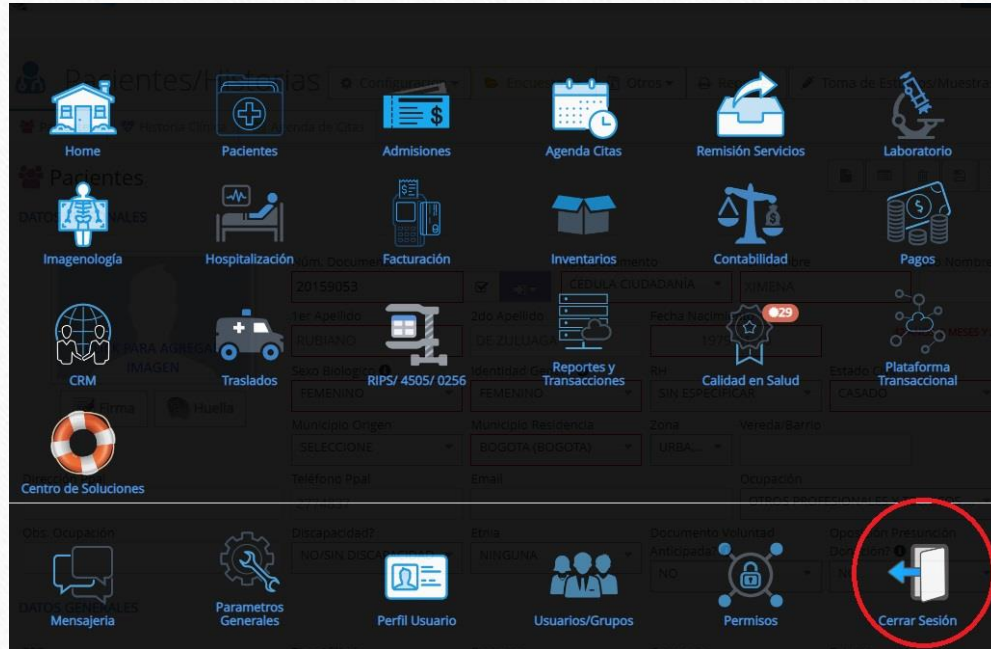 Pacientes/Historias
Configuración
Otros
Toma de Estudios/Muestras
Home
Pacientes
Admisiones
Agenda Citas
Remisión Servicios
Laboratorio
Historia Clínica
Agenda de Citas
Pacientes
DATOS GENERALES
Imagenología
Hospitalización
Facturación
Inventarios
Contabilidad
Pagos
Núm. Documento
20159053
CEDULA CIUDADANÍA
XIMENA
1er Apellido
2do Apellido
Fecha Nacimiento
29
RUBIANO
DE ZULUAGA
CRM
Traslados
RIPS/ 4505/ 0256
Reportes y
Transacciones
Calidad en Salud
Plataforma
Transaccional
IMAGEN
Sexo Biologico
RH
FEMENINO
FEMENINO
SIN ESPECIFICAR
CASADO
Firma
Huella
Municipio Origen
Municipio Residencia
Zona
Vereda/Barrio
SELECCIONE
BOGOTA (BOGOTA)
Centro de Soluciones
Teléfono Ppal
Email
Ocupación
Obs. Ocupación
Discapacidad?
Etnia
Documento Voluntad
Anticipada?
Oposición Presunción
NO/SIN DISCAPACIDAD
NINGUNA
NO
DATOS GENERALES
Mensajeria
Parametros
Generales
Perfil Usuario
Usuarios/Grupos
Permisos
Cerrar Sesión